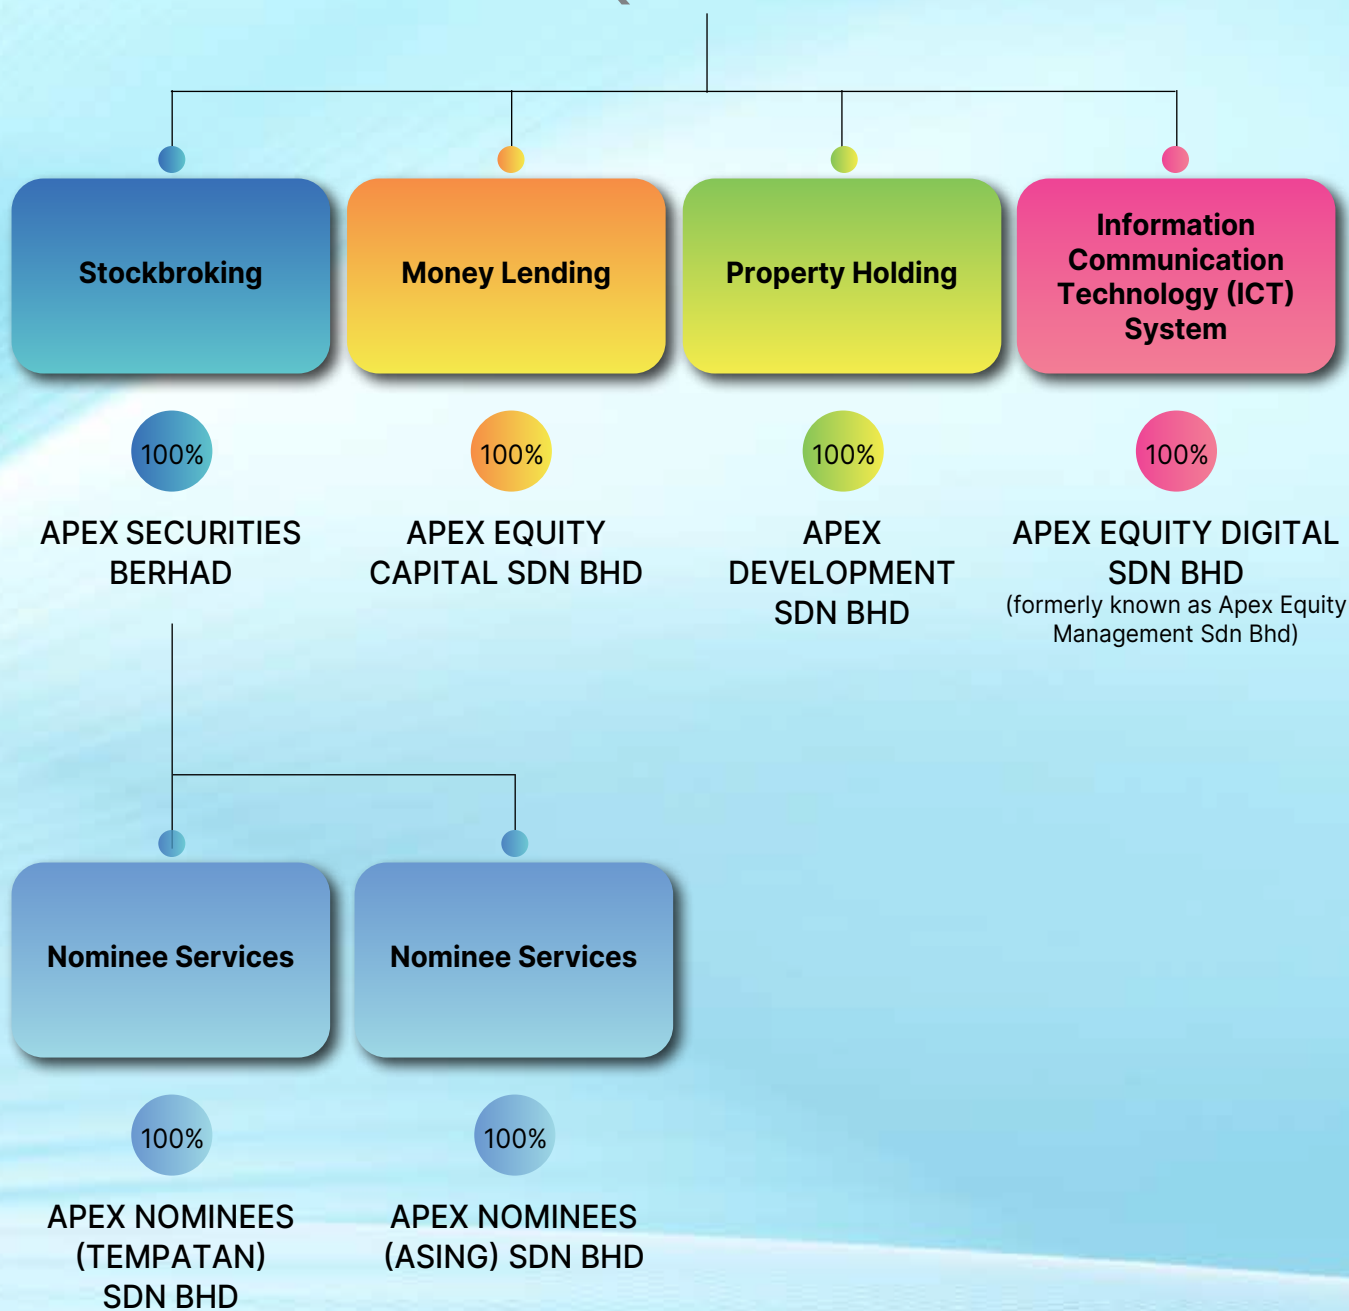 Stockbroking
Money Lending
Property Holding
Information
Communication
Technology (ICT)
System
100%
100%
100%
100%
APEX SECURITIES
BERHAD
APEX EQUITY
CAPITAL SDN BHD
APEX
DEVELOPMENT
SDN BHD
APEX EQUITY DIGITAL
SDN BHD
(formerly known as Apex Equity
Management Sdn Bhd)
Nominee Services
Nominee Services
100%
100%
APEX NOMINEES
(TEMPATAN)
SDN BHD
APEX NOMINEES
(ASING) SDN BHD